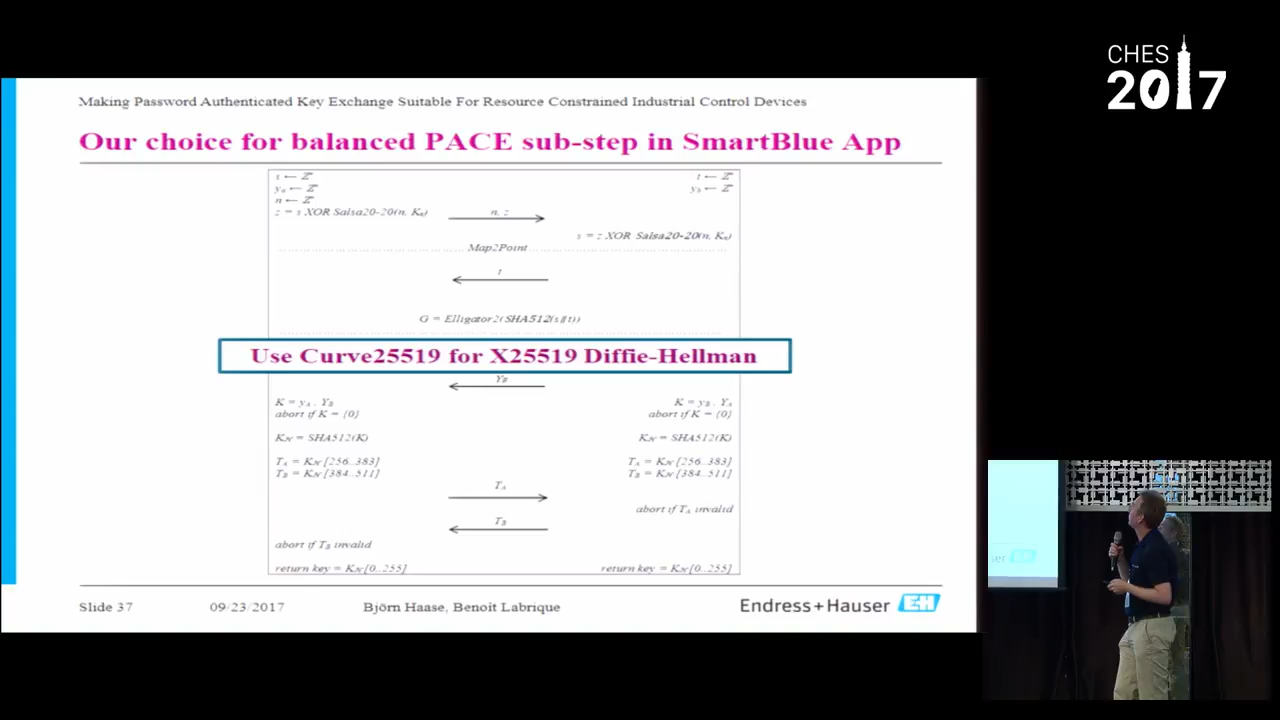 CHES
2017
Making Password Authenticated Key Exchange Suitable For Resource Constrained Industrial Control Devices
Our choice for balanced PACE sub-step in SmartBlue App
s ← ℤ t ← ℤ
yₐ ← ℤ y_b ← ℤ
n ← ℤ
z = s XOR Salsa20-20(n, Kₙ) n, z
s = z XOR Salsa20-20(n, Kₙ)
Map2Point
t
G = Elligator2(SHA512(s∥t))
Use Curve25519 for X25519 Diffie-Hellman
Y_B
K = y_A . Y_B K = y_B . Y_A
abort if K = {0} abort if K = {0}
K_N = SHA512(K) K_N = SHA512(K)
T_A = K_N [256..383] T_A = K_N [256..383]
T_B = K_N [384..511] T_B = K_N [384..511]
T_A
abort if T_A invalid
T_B
abort if T_B invalid
return key = K_N [0..255] return key = K_N [0..255]
Slide 37 09/23/2017 Björn Haase, Benoit Labrique Endress+Hauser EH